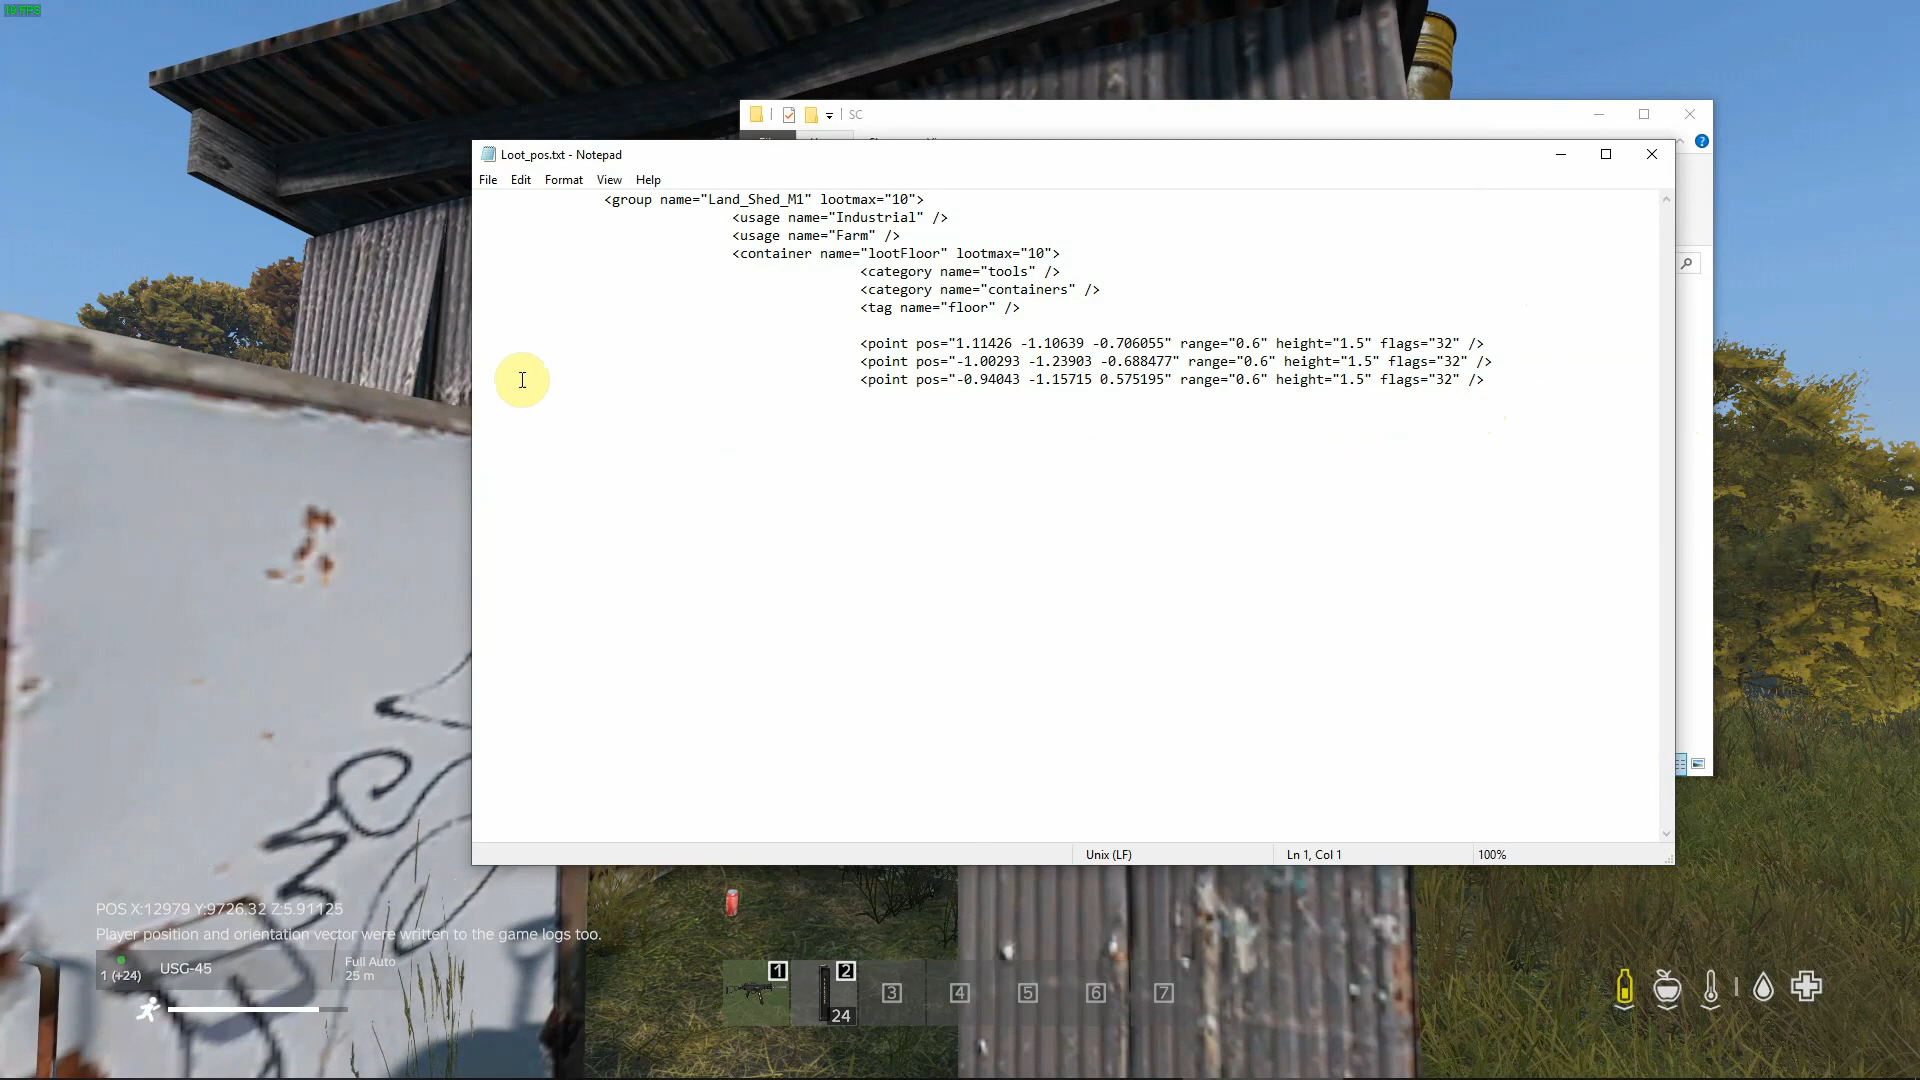 SC
Loot_pos.txt - Notepad
File Edit Format View Help
<group name="Land_Shed_M1" lootmax="10">
<usage name="Industrial" />
<usage name="Farm" />
<container name="lootFloor" lootmax="10">
<category name="tools" />
<category name="containers" />
<tag name="floor" />
<point pos="1.11426 -1.10639 -0.706055" range="0.6" height="1.5" flags="32" />
<point pos="-1.00293 -1.23903 -0.688477" range="0.6" height="1.5" flags="32" />
<point pos="-0.94043 -1.15715 0.575195" range="0.6" height="1.5" flags="32" />
Unix (LF) Ln 1, Col 1 100%
POS X:12979 Y:9726.32 Z:5.91125
Player position and orientation vector were written to the game logs too.
1 (+24) USG-45 Full Auto
25 m
1 2 3 4 5 6 7
24